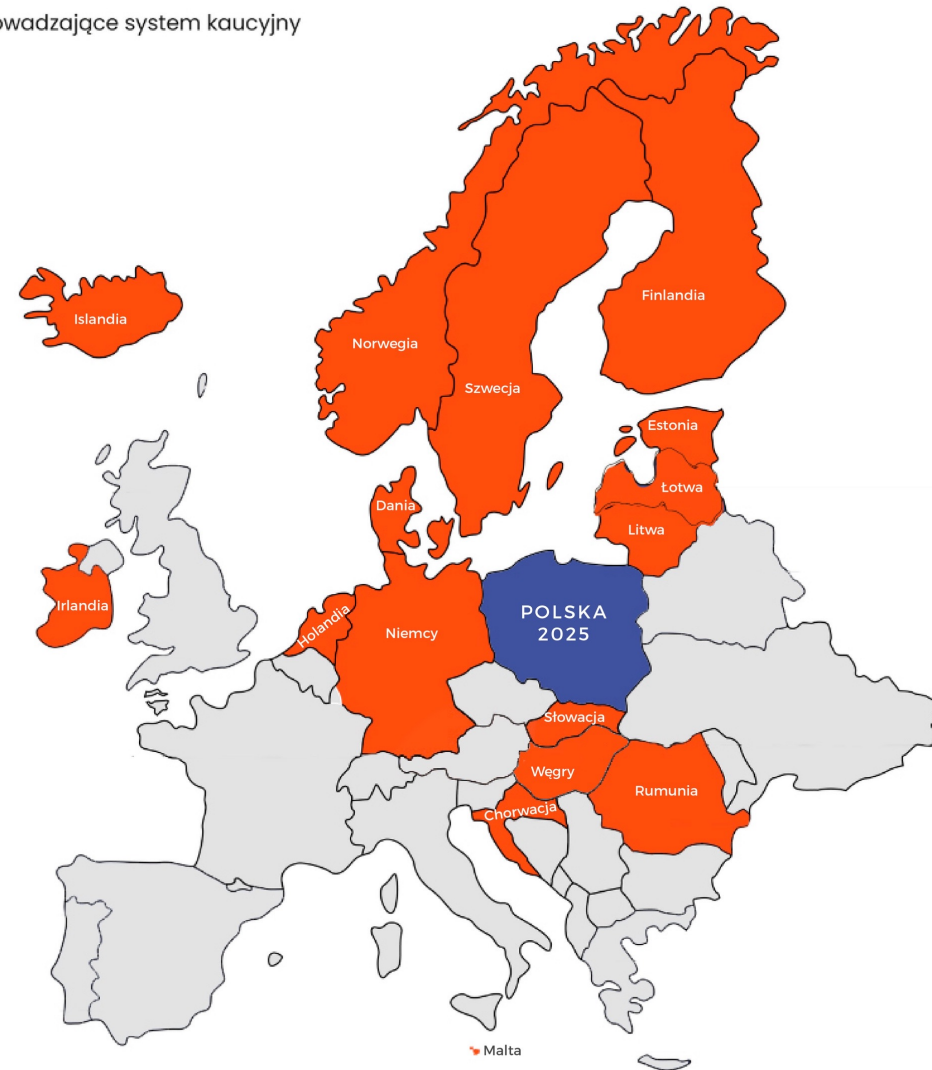 owadzające system kaucyjny
Islandia
Norwegia
Finlandia
Szwecja
Estonia
Łotwa
Dania
Litwa
Irlandia
Holandia
Niemcy
POLSKA
2025
Słowacja
Węgry
Rumunia
Chorwacja
Malta